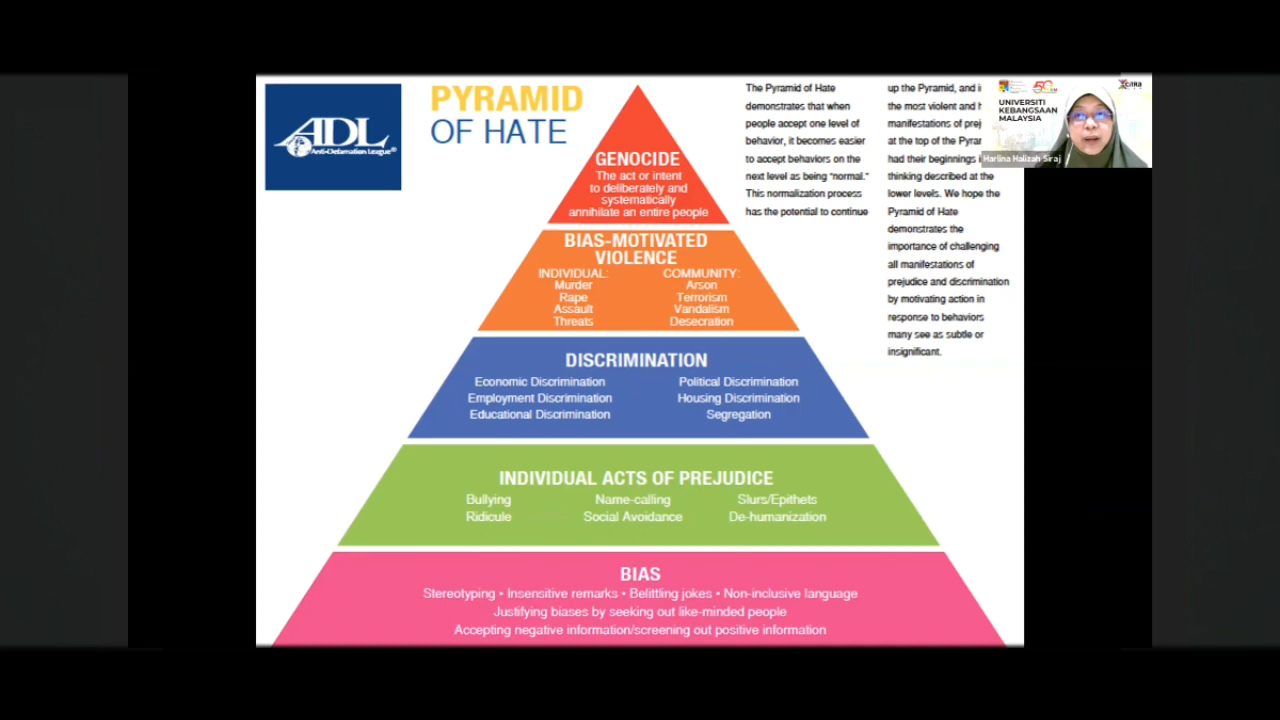 ADL
Anti-Defamation League®
PYRAMID
OF HATE
GENOCIDE
The act or intent
to deliberately and
systematically
annihilate an entire people
BIAS-MOTIVATED
VIOLENCE
INDIVIDUAL:
Murder
Rape
Assault
Threats
COMMUNITY:
Arson
Terrorism
Vandalism
Desecration
DISCRIMINATION
Economic Discrimination
Employment Discrimination
Educational Discrimination
Political Discrimination
Housing Discrimination
Segregation
INDIVIDUAL ACTS OF PREJUDICE
Bullying Name-calling Slurs/Epithets
Ridicule Social Avoidance De-humanization
BIAS
Stereotyping • Insensitive remarks • Belittling jokes • Non-inclusive language
Justifying biases by seeking out like-minded people
Accepting negative information/screening out positive information
The Pyramid of Hate
demonstrates that when
people accept one level of
behavior, it becomes easier
to accept behaviors on the
next level as being “normal.”
This normalization process
has the potential to continue
up the Pyramid, and
the most violent and
manifestations of
at the top of the
had their beginnings
thinking described at the
lower levels. We hope the
Pyramid of Hate
demonstrates the
importance of challenging
all manifestations of
prejudice and discrimination
by motivating action in
response to behaviors
many see as subtle or
insignificant.
UNIVERSITI
KEBANGSAAN
MALAYSIA
Harlina Halizah Siraj